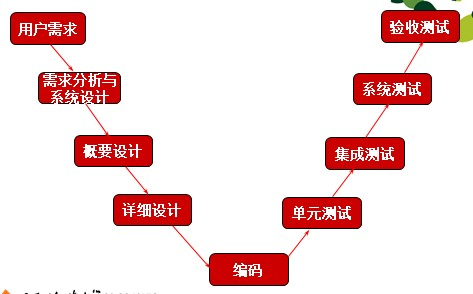 用户需求
需求分析与
系统设计
概要设计
详细设计
编码
单元测试
集成测试
系统测试
验收测试